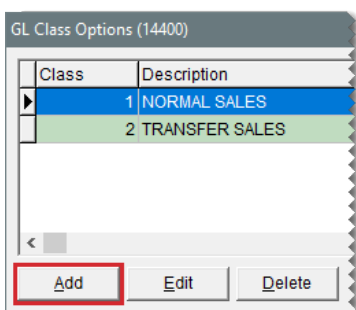 GL Class Options (14400)
Class Description
1 NORMAL SALES
2 TRANSFER SALES
Add Edit Delete